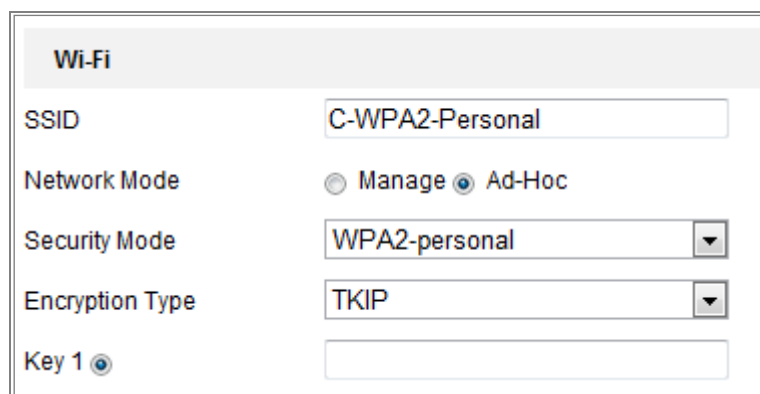 Wi-Fi
SSID C-WPA2-Personal
Network Mode Manage Ad-Hoc
Security Mode WPA2-personal
Encryption Type TKIP
Key 1